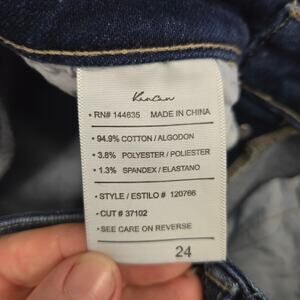 KanCan
• RN# 144635 MADE IN CHINA
• 94.9% COTTON / ALGODON
• 3.8% POLYESTER / POLIESTER
• 1.3% SPANDEX / ELASTANO
• STYLE / ESTILO # 120766
• CUT # 37102
• SEE CARE ON REVERSE
24